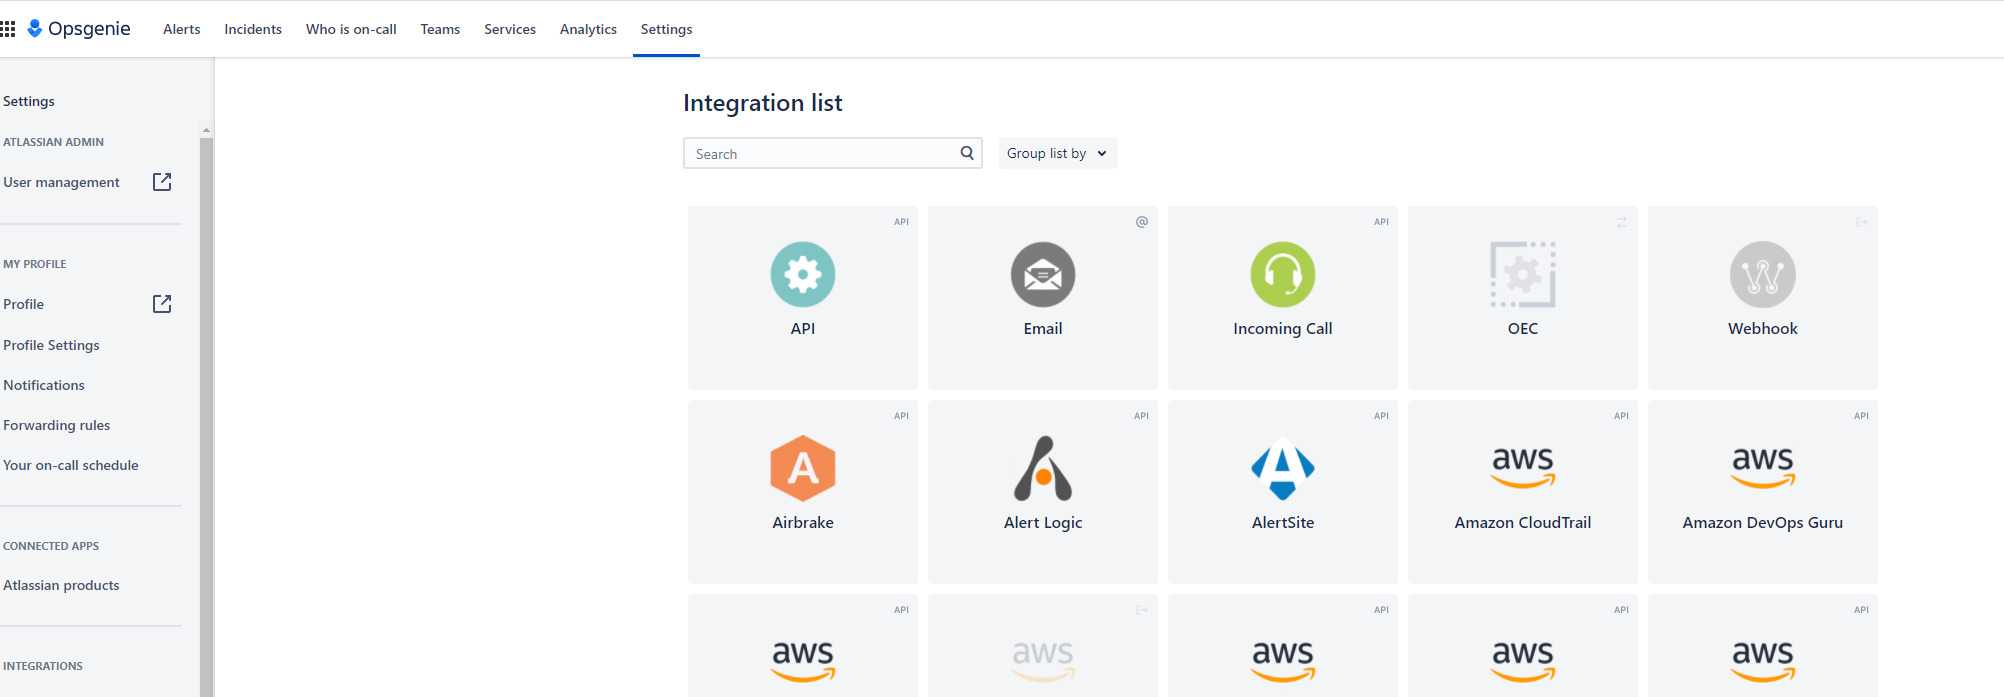 Opsgenie
Alerts
Incidents
Who is on-call
Teams
Services
Analytics
Settings
Settings
ATLASSIAN ADMIN
User management
MY PROFILE
Profile
Profile Settings
Notifications
Forwarding rules
Your on-call schedule
CONNECTED APPS
Atlassian products
INTEGRATIONS
Integration list
Search
Group list by
API
API
@
Email
API
Incoming Call
OEC
Webhook
API
A
Airbrake
API
Alert Logic
API
A
AlertSite
API
aws
Amazon CloudTrail
API
aws
Amazon DevOps Guru
API
aws
aws
API
aws
API
aws
API
aws